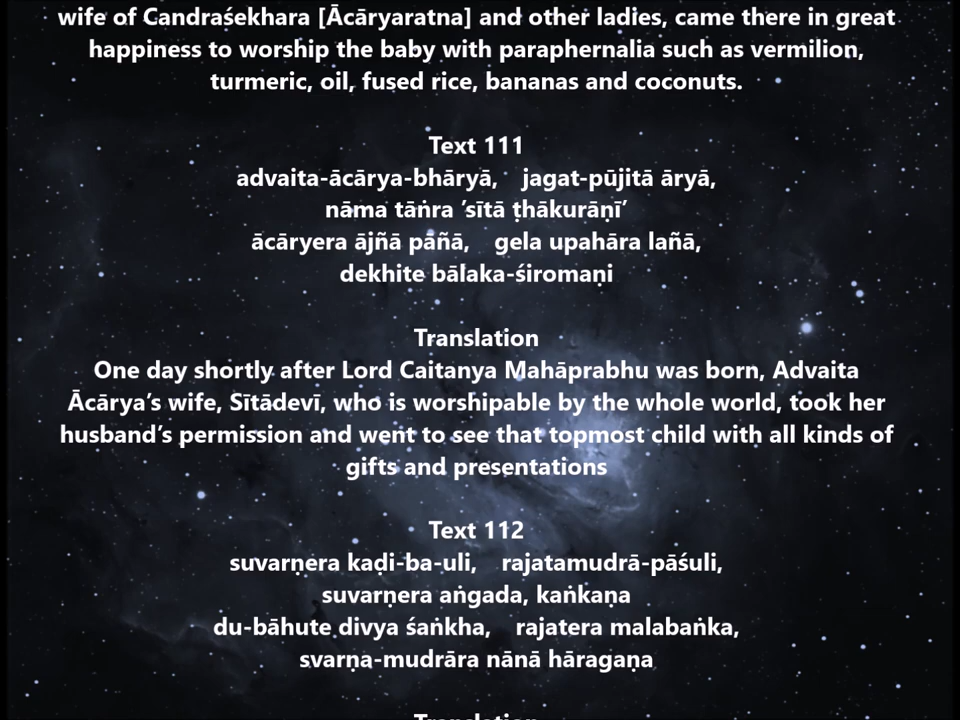 wife of Candraśekhara [Ācāryaratna] and other ladies, came there in great
happiness to worship the baby with paraphernalia such as vermilion,
turmeric, oil, fused rice, bananas and coconuts.
Text 111
advaita-ācārya-bhāryā, jagat-pūjitā āryā,
nāma tāṅra ’sītā ṭhākurāṇī’
ācāryera ājñā pāñā, gela upahāra lañā,
dekhite bālaka-śiromaṇi
Translation
One day shortly after Lord Caitanya Mahāprabhu was born, Advaita
Ācārya’s wife, Sītādevī, who is worshipable by the whole world, took her
husband’s permission and went to see that topmost child with all kinds of
gifts and presentations
Text 112
suvarṇera kaḍi-ba-uli, rajatamudrā-pāśuli,
suvarṇera aṅgada, kaṅkaṇa
du-bāhute divya śaṅkha, rajatera malabaṅka,
svarṇa-mudrāra nānā hāragaṇa
Translation